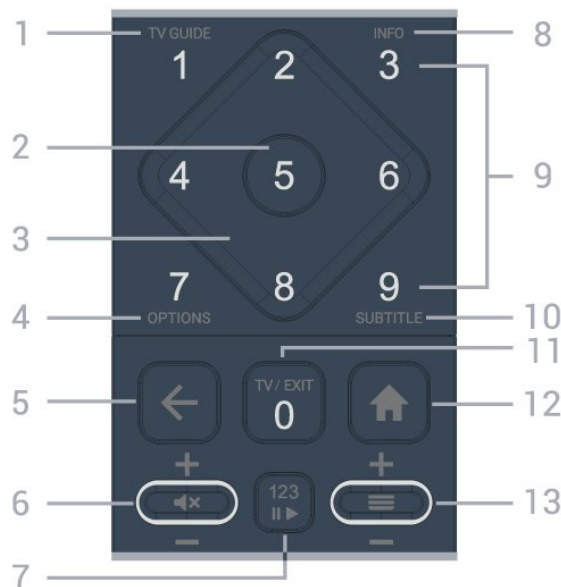 1 TV GUIDE INFO 8
1 2 3
2 9
4 5 6
3
7 8 9
4 OPTIONS SUBTITLE 10
11
TV / EXIT
5 0 12
+ +
6 13
123
− −
7